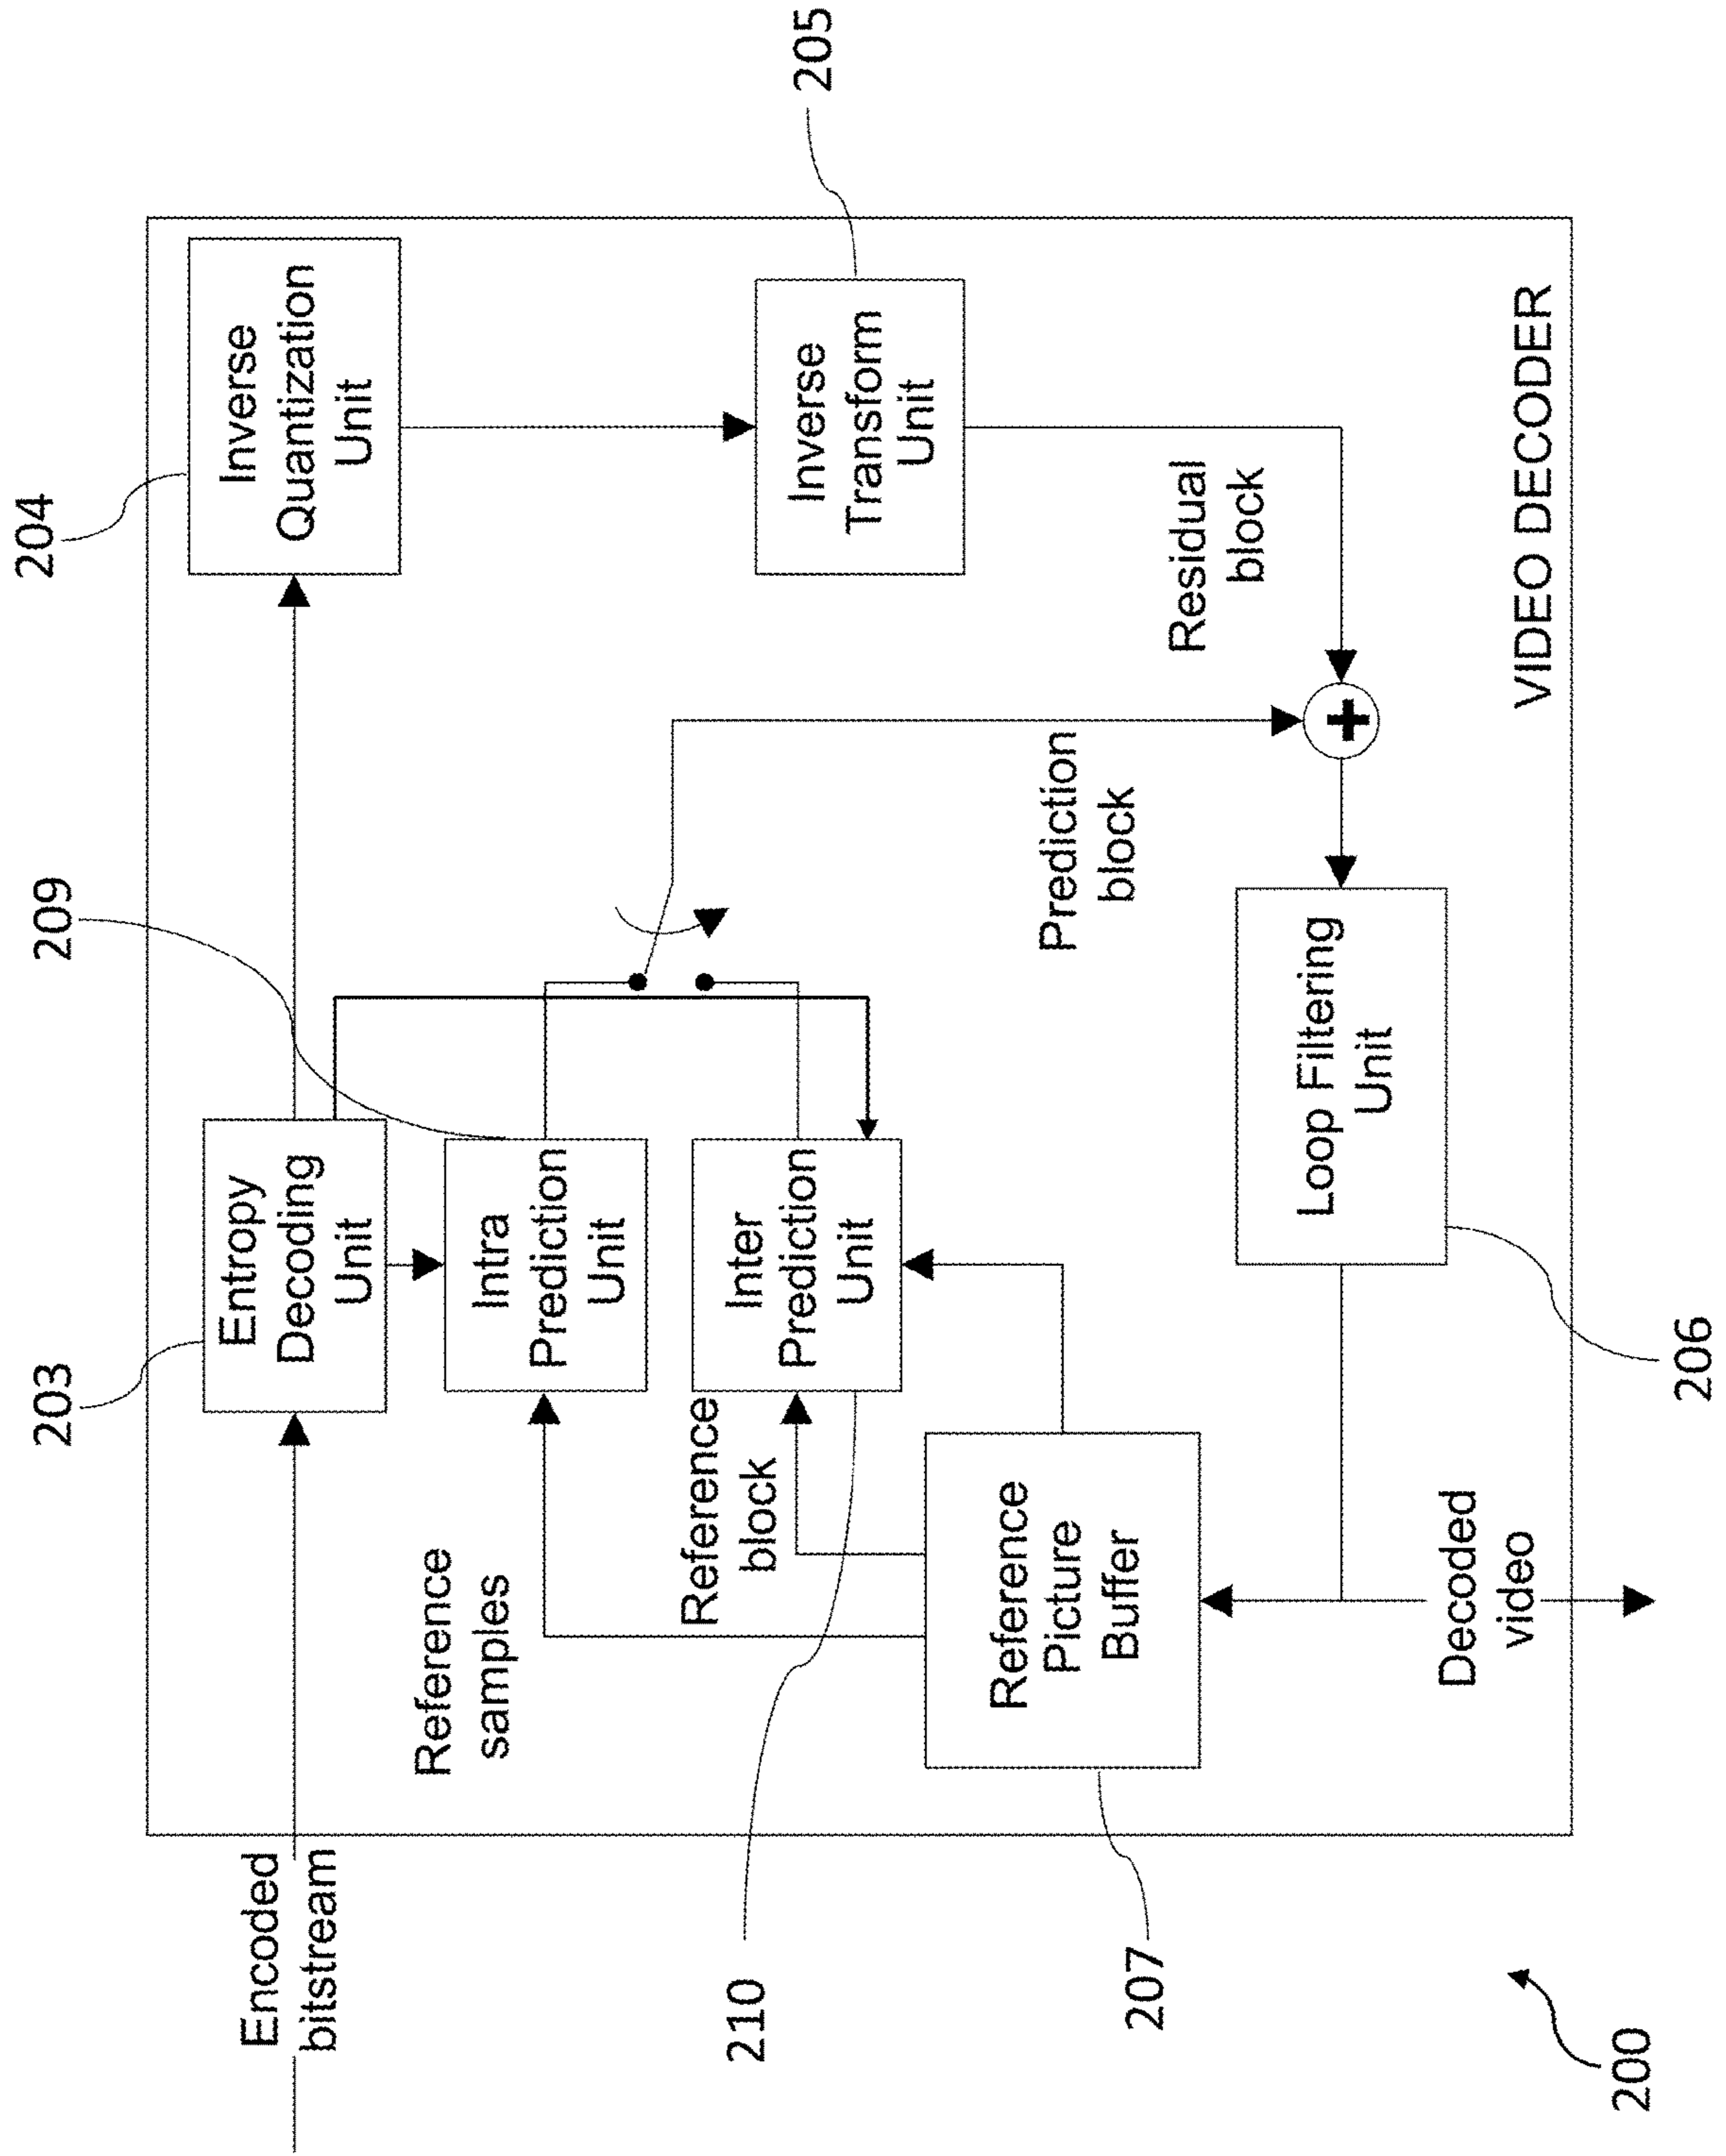 Encoded
bitstream
203
Entropy
Decoding
Unit
209
204
Inverse
Quantization
Unit
205
Inverse
Transform
Unit
Reference
samples
Intra
Prediction
Unit
Reference
block
Inter
Prediction
Unit
210
Reference
Picture
Buffer
207
Prediction
block
Residual
block
+
Loop Filtering
Unit
206
Decoded
video
VIDEO DECODER
200